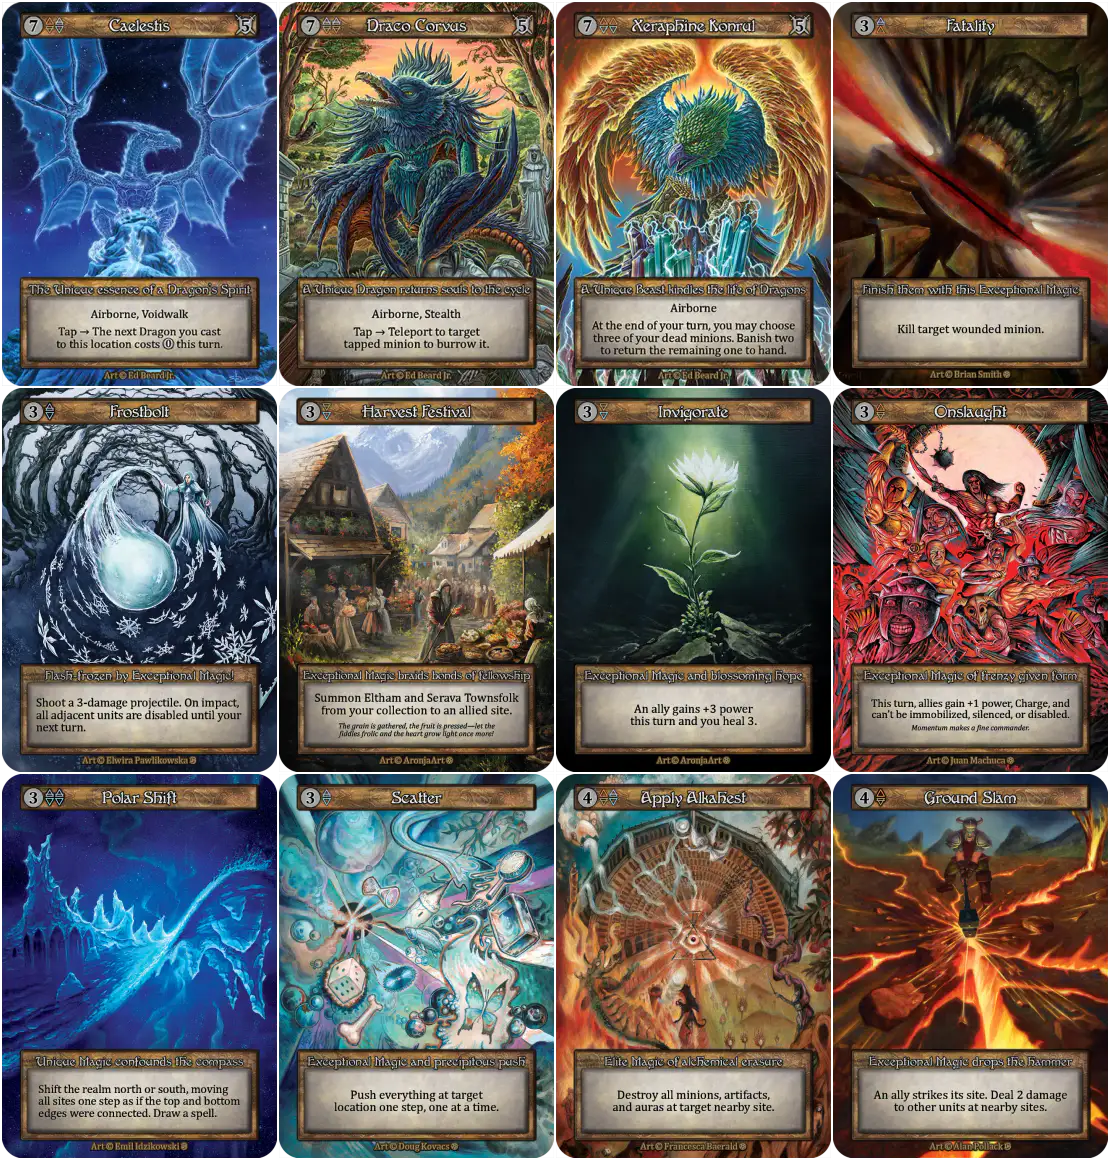 7 Caelestis 5
The Unique essence of a Dragon's Spirit
Airborne, Voidwalk
Tap → The next Dragon you cast
to this location costs 0 this turn.
Art © Ed Beard Jr.
7 Draco Corvus 5
A Unique Dragon returns souls to the cycle
Airborne, Stealth
Tap → Teleport to target
tapped minion to burrow it.
Art © Ed Beard Jr.
7 Xeraphine Konrul 5
A Unique Beast kindles the life of Dragons
Airborne
At the end of your turn, you may choose
three of your dead minions. Banish two
to return the remaining one to hand.
Art © Ed Beard Jr.
3 Fatality
Finish them with this Exceptional Magic
Kill target wounded minion.
Art © Brian Smith
3 Frostbolt
Flash-frozen by Exceptional Magic!
Shoot a 3-damage projectile. On impact,
all adjacent units are disabled until your
next turn.
Art © Elwira Pawlikowska
3 Harvest Festival
Exceptional Magic braids bonds of fellowship
Summon Eltham and Serava Townsfolk
from your collection to an allied site.
The grain is gathered, the fruit is pressed—let the
fiddles frolic and the heart grow light once more!
Art © AronjaArt
3 Invigorate
Exceptional Magic and blossoming hope
An ally gains +3 power
this turn and you heal 3.
Art © AronjaArt
3 Onslaught
Exceptional Magic of frenzy given form
This turn, allies gain +1 power, Charge, and
can't be immobilized, silenced, or disabled.
Momentum makes a fine commander.
Art © Juan Machuca
3 Polar Shift
Unique Magic confounds the compass
Shift the realm north or south, moving
all sites one step as if the top and bottom
edges were connected. Draw a spell.
Art © Emil Idzikowski
3 Scatter
Exceptional Magic and precipitous push
Push everything at target
location one step, one at a time.
Art © Doug Kovacs
4 Apply Alkahest
Elite Magic of alchemical erasure
Destroy all minions, artifacts,
and auras at target nearby site.
Art © Francesca Baerald
4 Ground Slam
Exceptional Magic drops the hammer
An ally strikes its site. Deal 2 damage
to other units at nearby sites.
Art © Alan Pollack